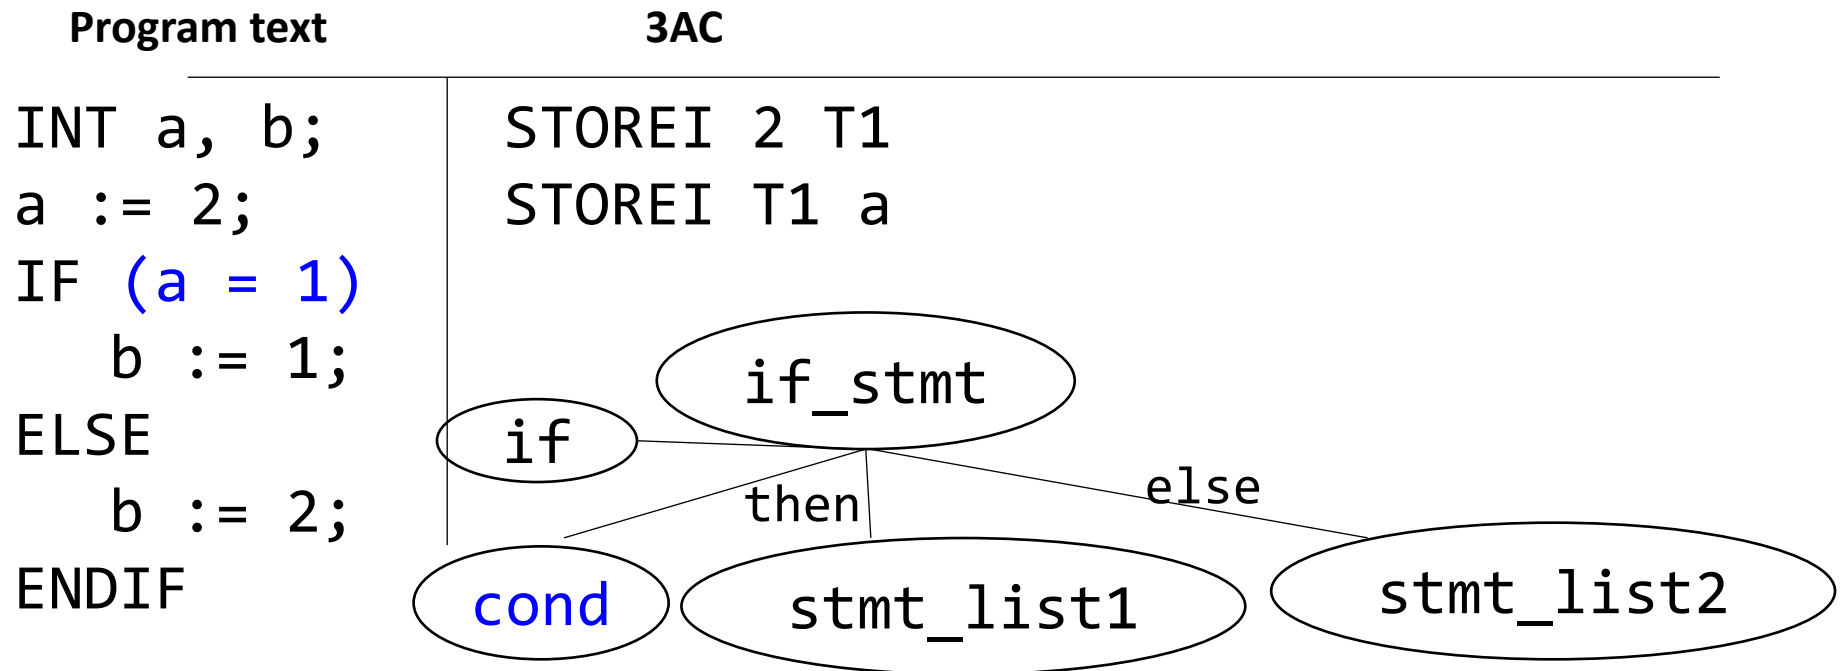 Program text 3AC
INT a, b; STOREI 2 T1
a := 2; STOREI T1 a
IF (a = 1)
b := 1;
ELSE
b := 2;
ENDIF
if_stmt
if
then
else
cond
stmt_list1
stmt_list2